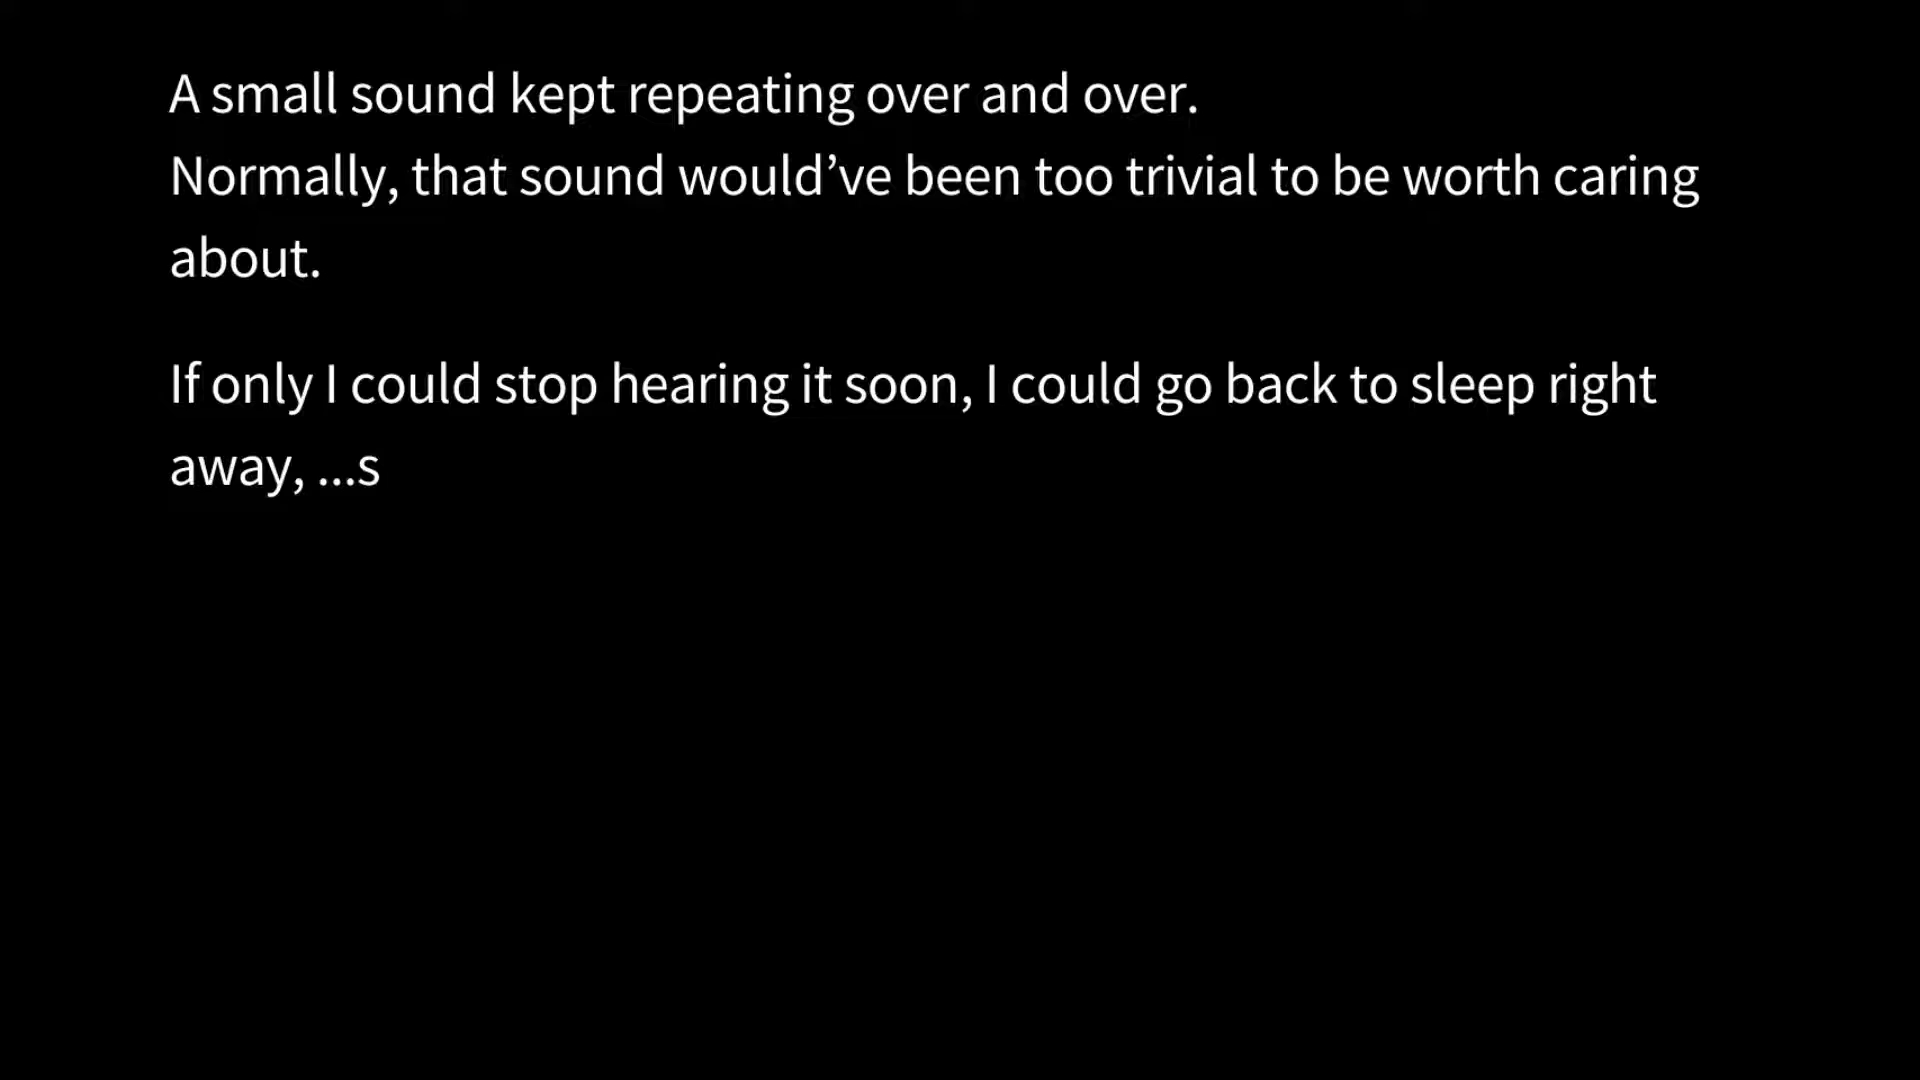 A small sound kept repeating over and over.
Normally, that sound would’ve been too trivial to be worth caring
about.
If only I could stop hearing it soon, I could go back to sleep right
away, ...s